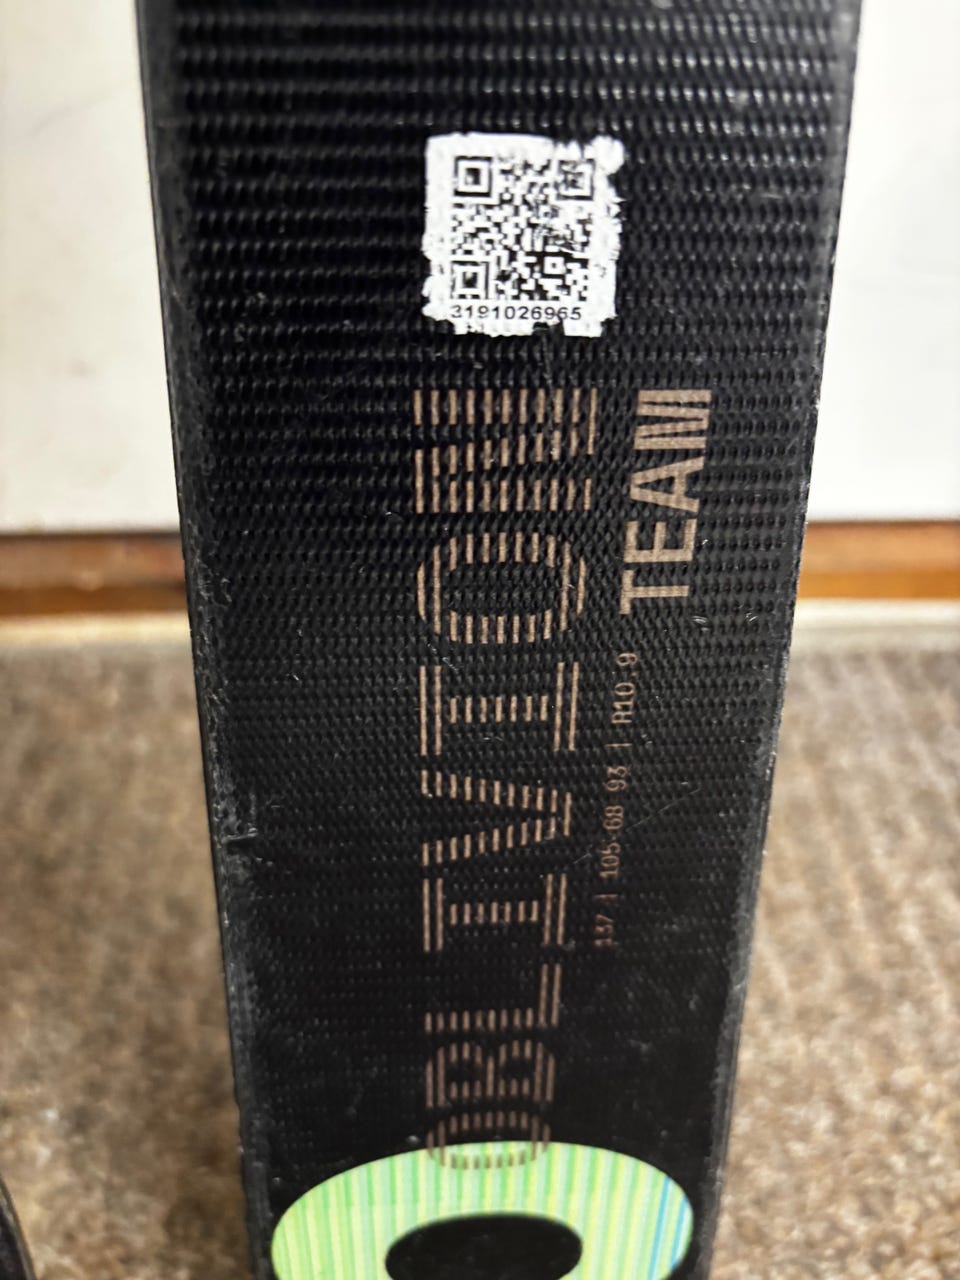 3191026965
OBLIVION
TEAM
137 | 105-68-93 | R10.9